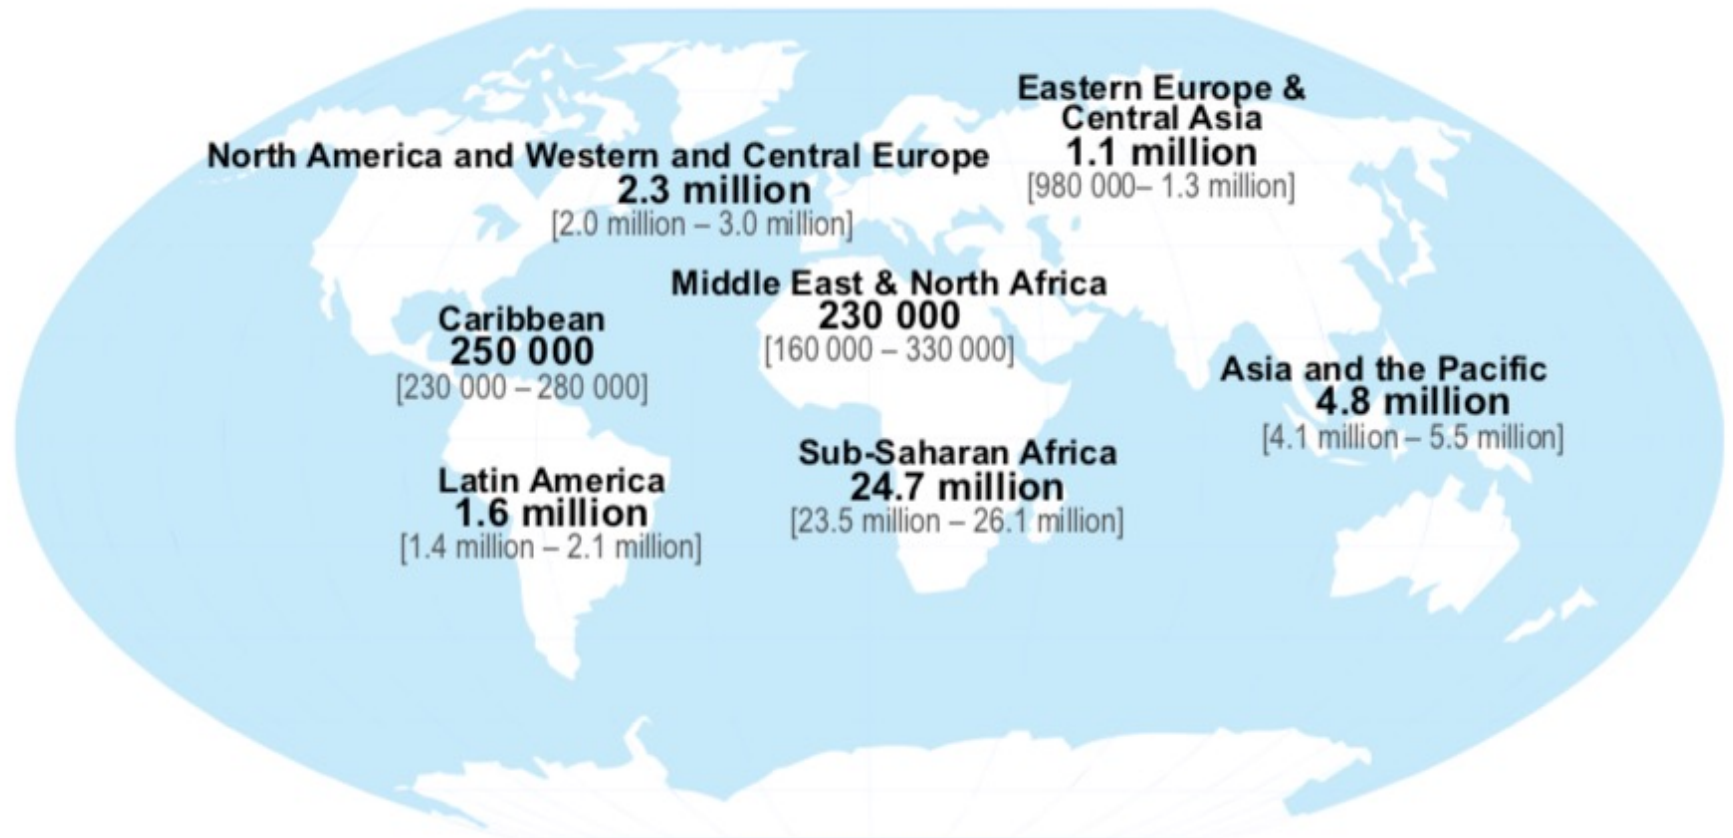 Eastern Europe &
Central Asia
1.1 million
[980 000– 1.3 million]
North America and Western and Central Europe
2.3 million
[2.0 million – 3.0 million]
Middle East & North Africa
230 000
[160 000 – 330 000]
Caribbean
250 000
[230 000 – 280 000]
Asia and the Pacific
4.8 million
[4.1 million – 5.5 million]
Sub-Saharan Africa
24.7 million
[23.5 million – 26.1 million]
Latin America
1.6 million
[1.4 million – 2.1 million]